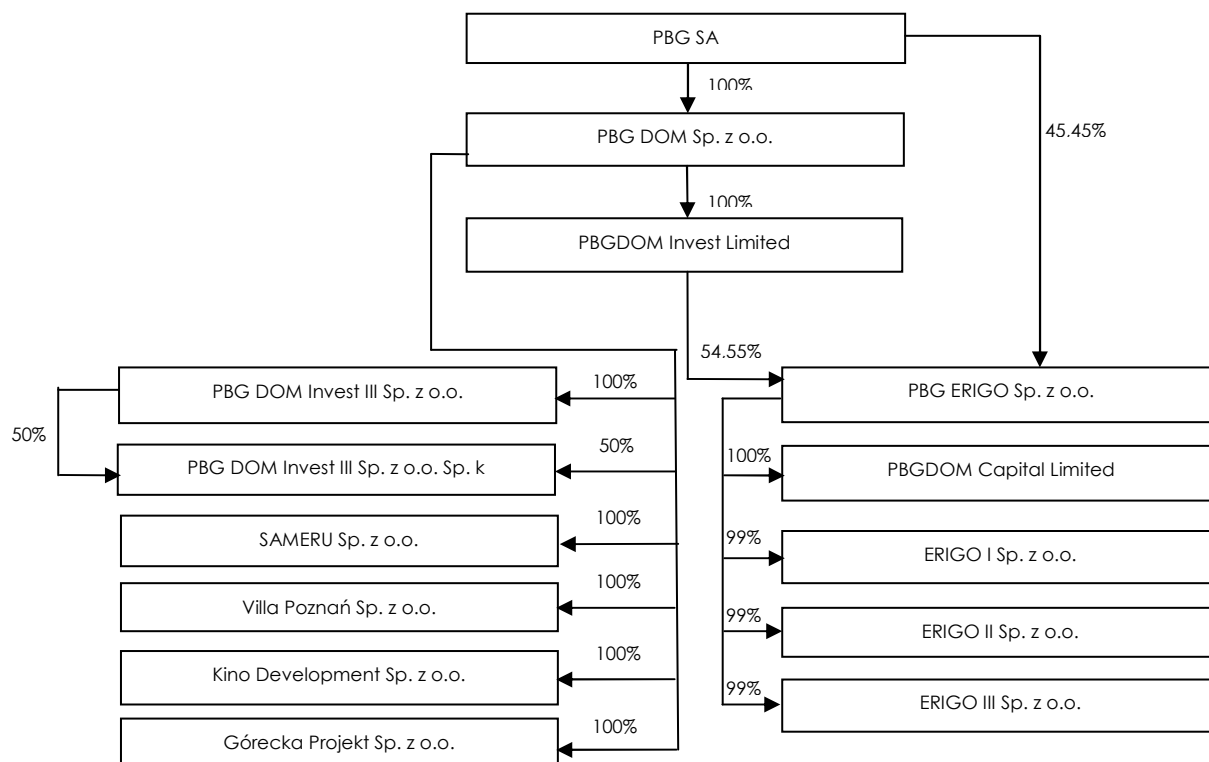 PBG SA
100%
PBG DOM Sp. z o.o.
45.45%
100%
PBGDOM Invest Limited
54.55%
PBG DOM Invest III Sp. z o.o.
100%
PBG ERIGO Sp. z o.o.
50%
PBG DOM Invest III Sp. z o.o. Sp. k
50%
100%
PBGDOM Capital Limited
SAMERU Sp. z o.o.
100%
99%
ERIGO I Sp. z o.o.
Villa Poznań Sp. z o.o.
100%
99%
ERIGO II Sp. z o.o.
Kino Development Sp. z o.o.
100%
99%
ERIGO III Sp. z o.o.
Górecka Projekt Sp. z o.o.
100%